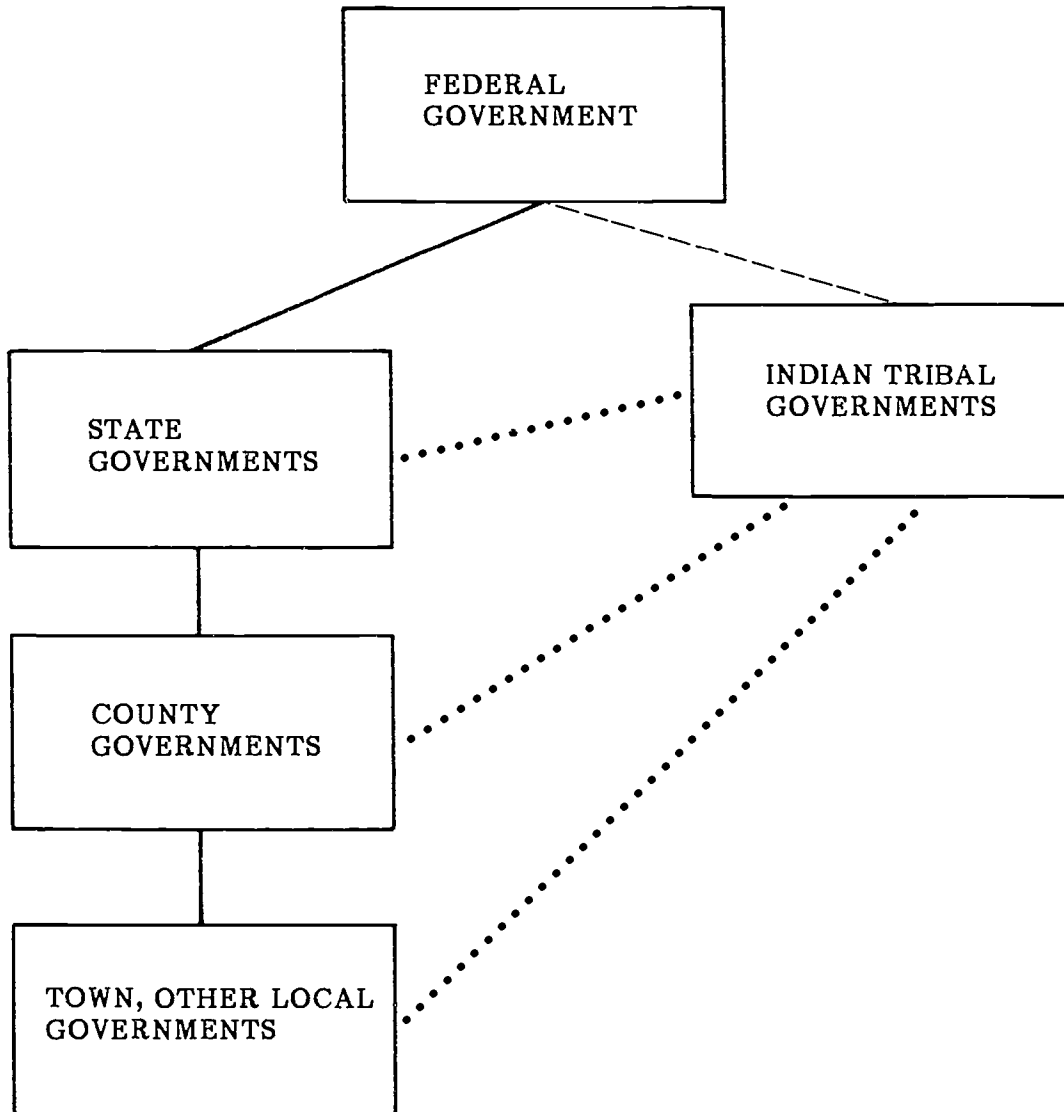 FEDERAL
GOVERNMENT
INDIAN TRIBAL
GOVERNMENTS
STATE
GOVERNMENTS
COUNTY
GOVERNMENTS
TOWN, OTHER LOCAL
GOVERNMENTS